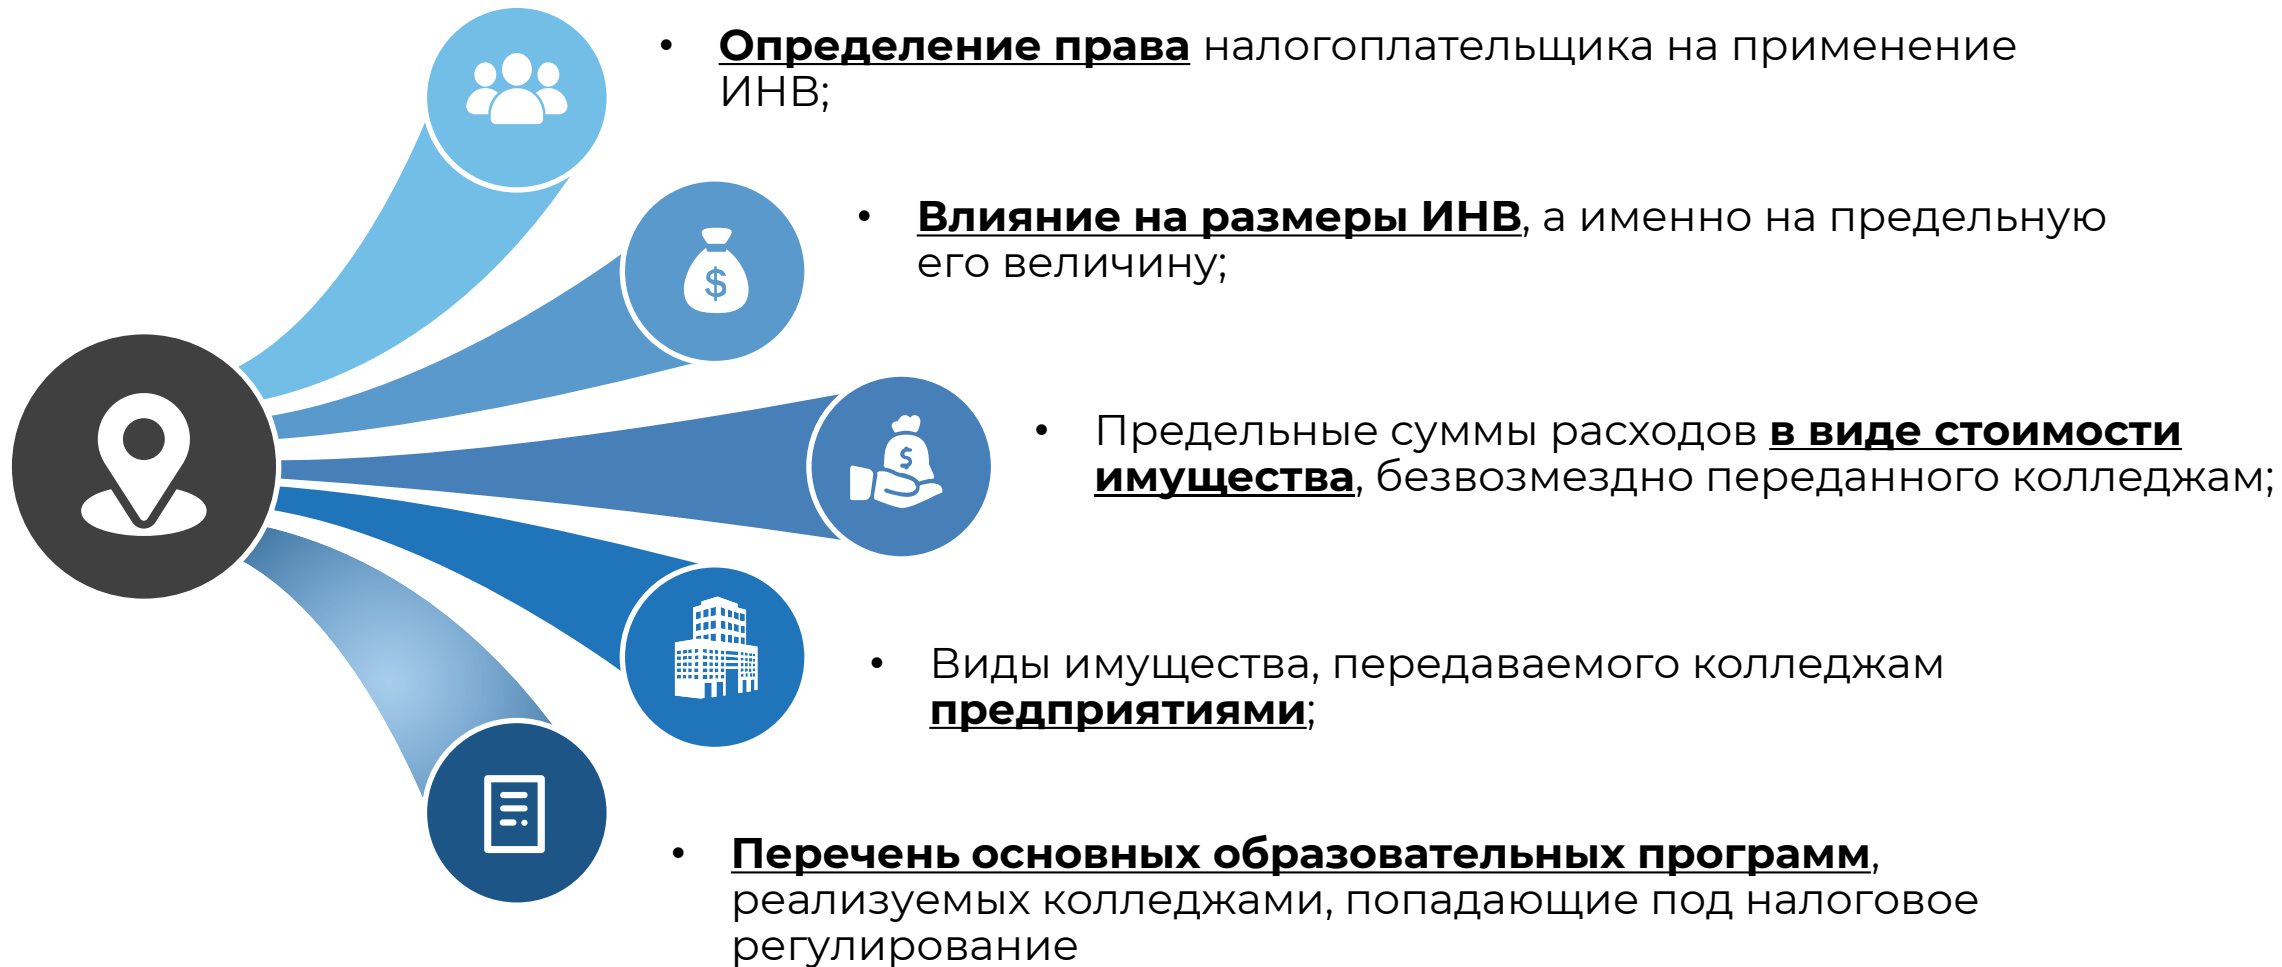 • Определение права налогоплательщика на применение
ИНВ;
• Влияние на размеры ИНВ, а именно на предельную
его величину;
$
• Предельные суммы расходов в виде стоимости
имущества, безвозмездно переданного колледжам;
$
• Виды имущества, передаваемого колледжам
предприятиями;
• Перечень основных образовательных программ,
реализуемых колледжами, попадающие под налоговое
регулирование